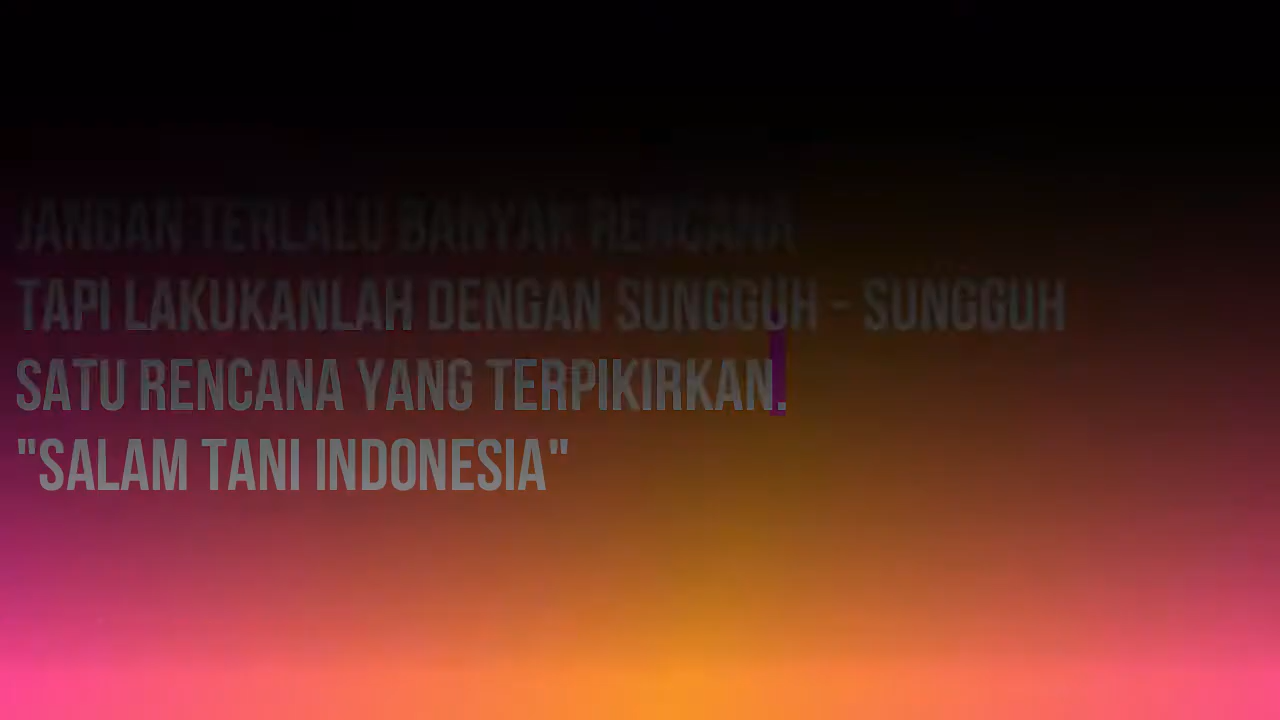 JANGAN TERLALU BANYAK RENCANA
TAPI LAKUKANLAH DENGAN SUNGGUH - SUNGGUH
SATU RENCANA YANG TERPIKIRKAN.
"SALAM TANI INDONESIA"